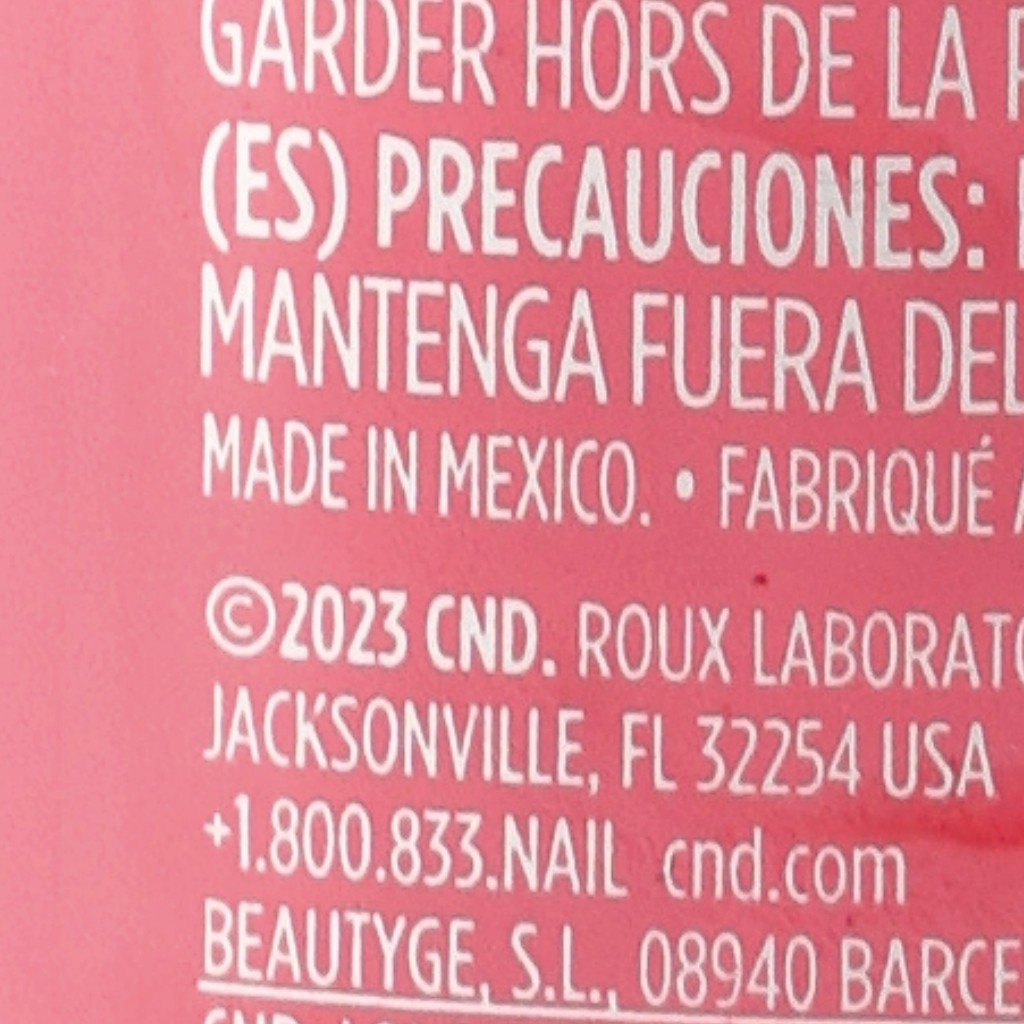 GARDER HORS DE LA
(ES) PRECAUCIONES:
MANTENGA FUERA DEL
MADE IN MEXICO. • FABRIQUÉ
©2023 CND. ROUX LABORATO
JACKSONVILLE, FL 32254 USA
+1.800.833.NAIL cnd.com
BEAUTYGE, S.L., 08940 BARCE